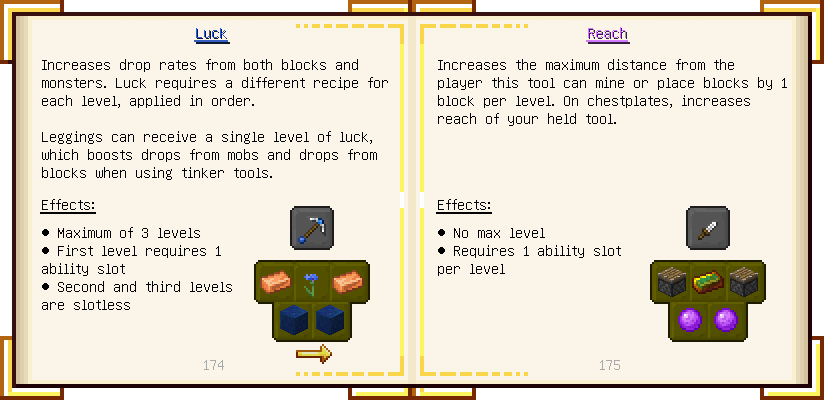 Luck
Increases drop rates from both blocks and
monsters. Luck requires a different recipe for
each level, applied in order.
Leggings can receive a single level of luck,
which boosts drops from mobs and drops from
blocks when using tinker tools.
Effects:
● Maximum of 3 levels
● First level requires 1
ability slot
● Second and third levels
are slotless
174
Reach
Increases the maximum distance from the
player this tool can mine or place blocks by 1
block per level. On chestplates, increases
reach of your held tool.
Effects:
● No max level
● Requires 1 ability slot
per level
175